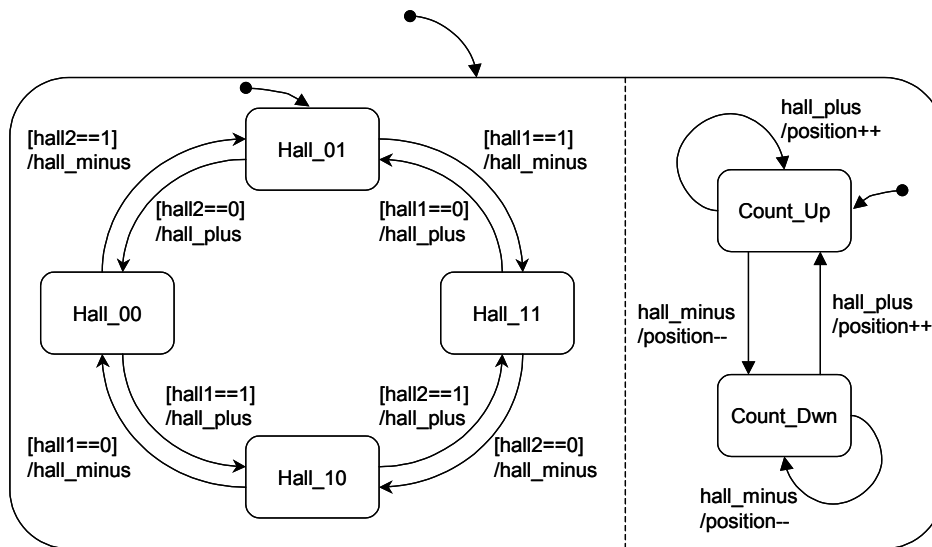 [hall2==1]
/hall_minus
Hall_01
[hall1==1]
/hall_minus
[hall2==0]
/hall_plus
[hall1==0]
/hall_plus
Hall_00
Hall_11
[hall1==1]
/hall_plus
[hall2==1]
/hall_plus
[hall1==0]
/hall_minus
Hall_10
[hall2==0]
/hall_minus
hall_plus
/position++
Count_Up
hall_minus
/position--
hall_plus
/position++
Count_Dwn
hall_minus
/position--